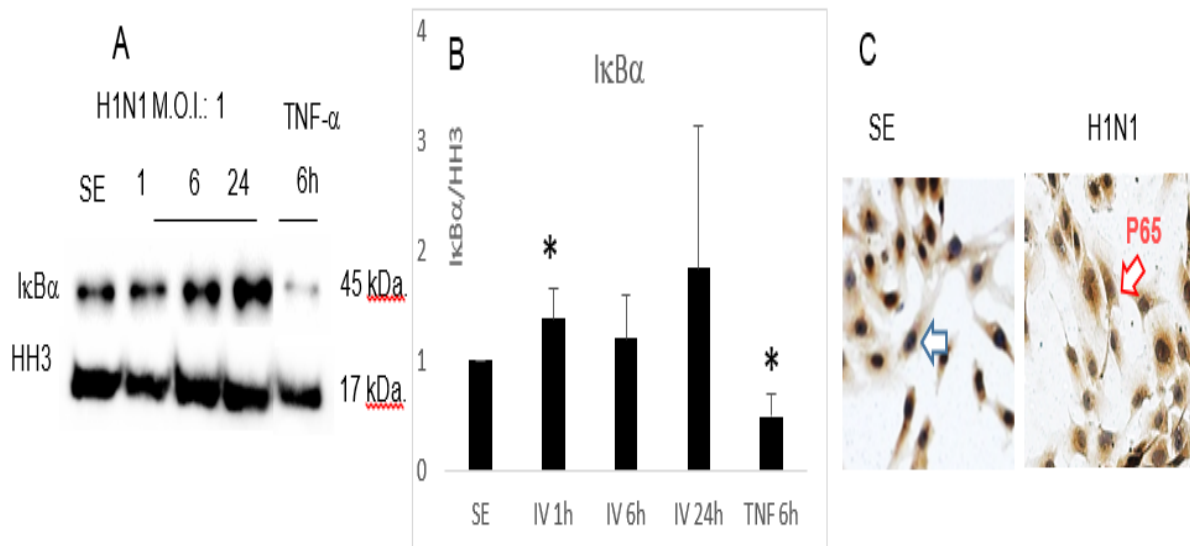 A
H1N1 M.O.I.: 1
TNF-α
SE 1 6 24 6h
IκBα
45 kDa.
HH3
17 kDa.
B
IκBα
IκBα/HH3
4
3
2
1
0
*
*
SE IV 1h IV 6h IV 24h TNF 6h
C
SE H1N1
P65